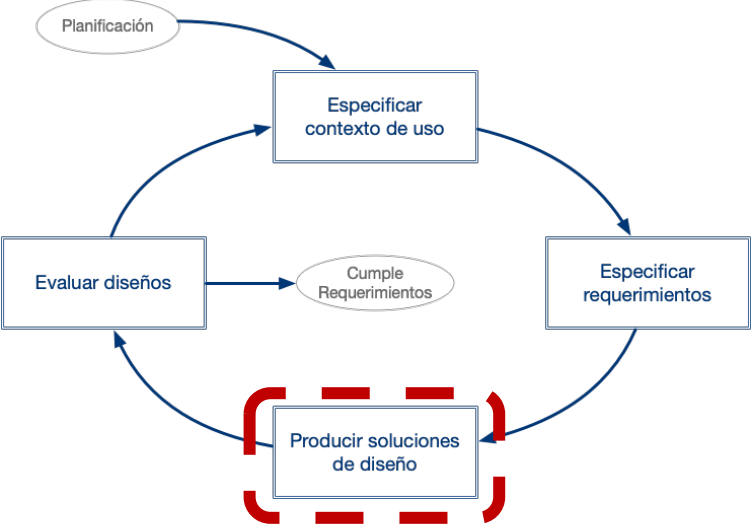 Planificación
Especificar
contexto de uso
Especificar
requerimientos
Evaluar diseños
Cumple
Requerimientos
Producir soluciones
de diseño